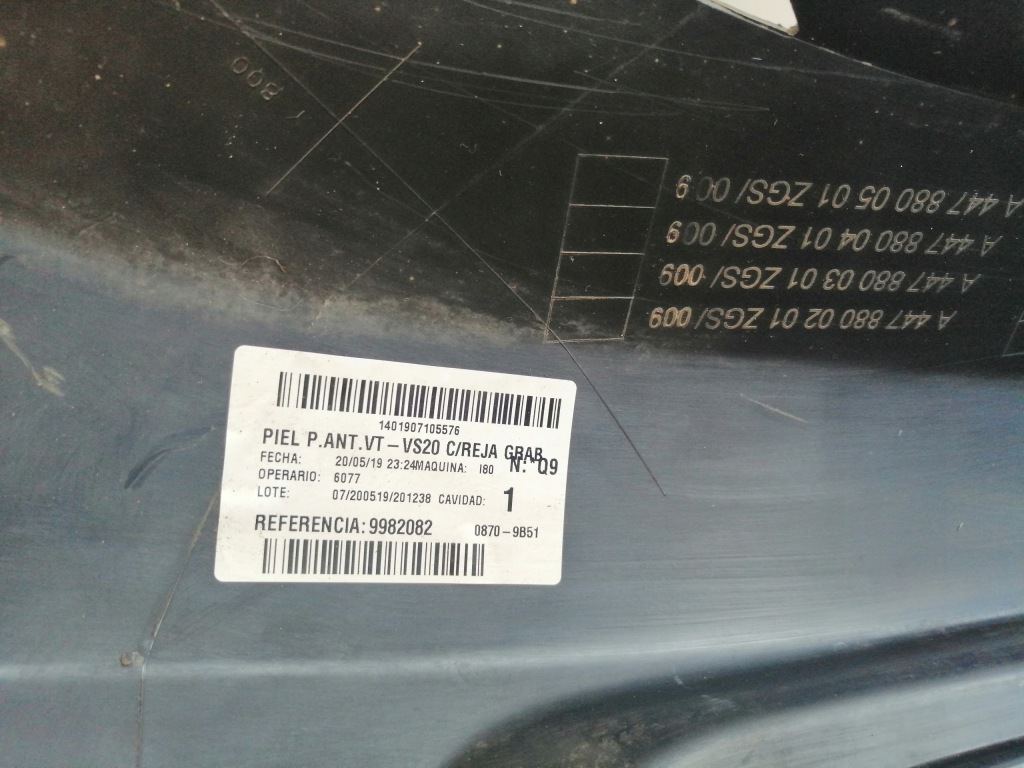 008 1
A 447 880 02 01 ZGS/ 009
A 447 880 03 01 ZGS/ 009
A 447 880 04 01 ZGS/ 009
A 447 880 05 01 ZGS/ 009
1401907105576
PIEL P.ANT.VT-VS20 C/REJA GRAB.
FECHA: 20/05/19 23:24 MAQUINA: I80 N.º Q9
OPERARIO: 6077
LOTE: 07/200519/201238 CAVIDAD: 1
REFERENCIA: 9982082 0870-9B51